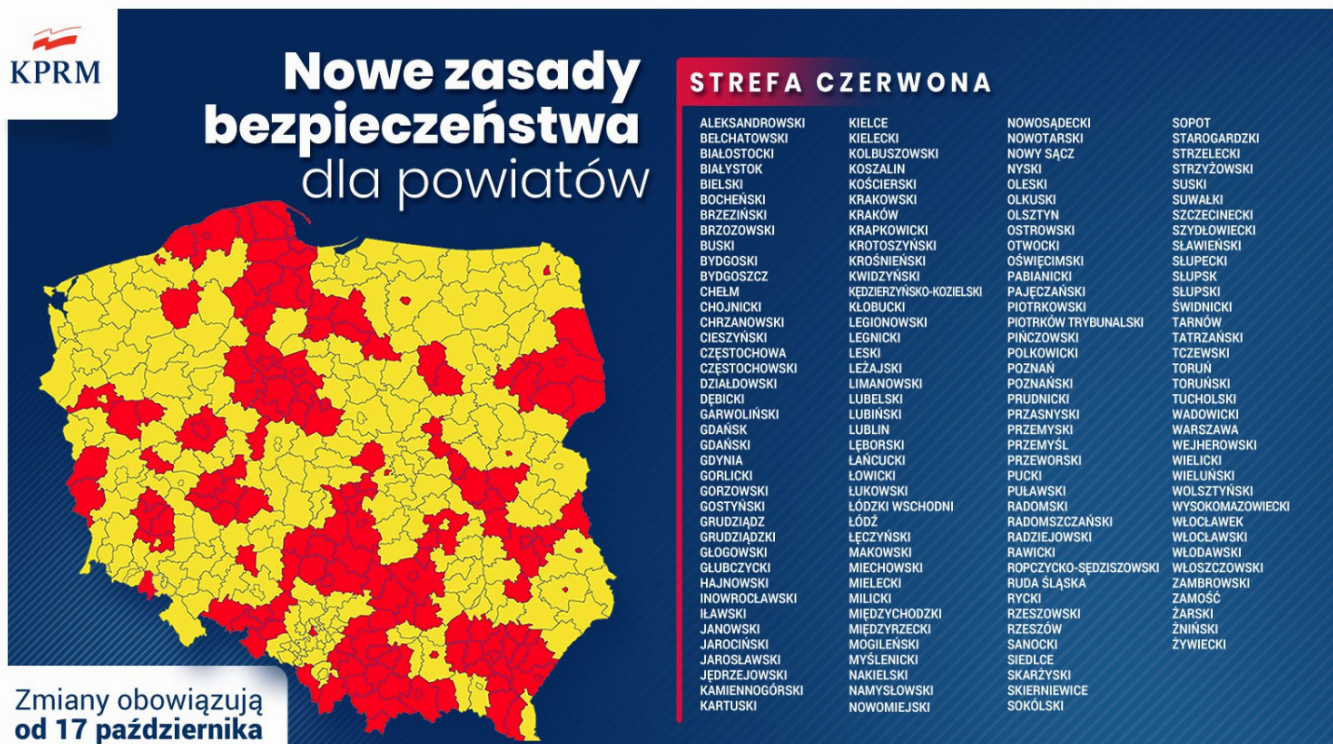 KPRM
Nowe zasady
bezpieczeństwa
dla powiatów
Zmiany obowiązują
od 17 października
STREFA CZERWONA
ALEKSANDROWSKI
BEŁCHATOWSKI
BIAŁOSTOCKI
BIAŁYSTOK
BIELSKI
BOCHEŃSKI
BRZEZIŃSKI
BRZOZOWSKI
BUSKI
BYDGOSKI
BYDGOSZCZ
CHEŁM
CHOJNICKI
CHRZANOWSKI
CIESZYŃSKI
CZĘSTOCHOWA
CZĘSTOCHOWSKI
DZIAŁDOWSKI
DĘBICKI
GARWOLIŃSKI
GDAŃSK
GDAŃSKI
GDYNIA
GORLICKI
GORZOWSKI
GOSTYŃSKI
GRUDZIĄDZ
GRUDZIĄDZKI
GŁOGOWSKI
GŁUBCZYCKI
HAJNOWSKI
INOWROCŁAWSKI
IŁAWSKI
JANOWSKI
JAROCIŃSKI
JAROSŁAWSKI
JĘDRZEJOWSKI
KAMIENNOGÓRSKI
KARTUSKI
KIELCE
KIELECKI
KOLBUSZOWSKI
KOSZALIN
KOŚCIERSKI
KRAKOWSKI
KRAKÓW
KRAPKOWICKI
KROTOSZYŃSKI
KROŚNIEŃSKI
KWIDZYŃSKI
KĘDZIERZYŃSKO-KOZIELSKI
KŁOBUCKI
LEGIONOWSKI
LEGNICKI
LESKI
LEŻAJSKI
LIMANOWSKI
LUBELSKI
LUBIŃSKI
LUBLIN
LĘBORSKI
ŁAŃCUCKI
ŁOWICKI
ŁUKOWSKI
ŁÓDZKI WSCHODNI
ŁÓDŹ
ŁĘCZYŃSKI
MAKOWSKI
MIECHOWSKI
MIELECKI
MILICKI
MIĘDZYCHODZKI
MIĘDZYRZECKI
MOGILEŃSKI
MYŚLENICKI
NAKIELSKI
NAMYSŁOWSKI
NOWOMIEJSKI
NOWOSĄDECKI
NOWOTARSKI
NOWY SĄCZ
NYSKI
OLESKI
OLKUSKI
OLSZTYN
OSTROWSKI
OTWOCKI
OŚWIĘCIMSKI
PABIANICKI
PAJĘCZAŃSKI
PIOTRKOWSKI
PIOTRKÓW TRYBUNALSKI
PIŃCZOWSKI
POLKOWICKI
POZNAŃ
POZNAŃSKI
PRUDNICKI
PRZASNYSKI
PRZEMYSKI
PRZEMYŚL
PRZEWORSKI
PUCKI
PUŁAWSKI
RADOMSKI
RADOMSZCZAŃSKI
RADZIEJOWSKI
RAWICKI
ROPCZYCKO-SĘDZISZOWSKI
RUDA ŚLĄSKA
RYCKI
RZESZOWSKI
RZESZÓW
SANOCKI
SIEDLCE
SKARŻYSKI
SKIERNIEWICE
SOKÓLSKI
SOPOT
STAROGARDZKI
STRZELECKI
STRZYŻOWSKI
SUSKI
SUWAŁKI
SZCZECINECKI
SZYDŁOWIECKI
SŁAWIEŃSKI
SŁUPECKI
SŁUPSK
SŁUPSKI
ŚWIDNICKI
TARNÓW
TATRZAŃSKI
TCZEWSKI
TORUŃ
TORUŃSKI
TUCHOLSKI
WADOWICKI
WARSZAWA
WEJHEROWSKI
WIELICKI
WIELUŃSKI
WOLSZTYŃSKI
WYSOKOMAZOWIECKI
WŁOCŁAWEK
WŁOCŁAWSKI
WŁODAWSKI
WŁOSZCZOWSKI
ZAMBROWSKI
ZAMOŚĆ
ŻARSKI
ŻNIŃSKI
ŻYWIECKI